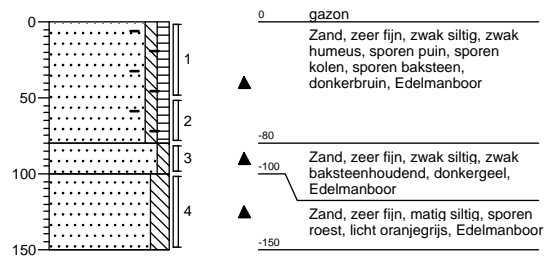 0
50
100
150
1
2
3
4
0 gazon
Zand, zeer fijn, zwak siltig, zwak
humeus, sporen puin, sporen
kolen, sporen baksteen,
donkerbruin, Edelmanboor
-80
Zand, zeer fijn, zwak siltig, zwak
baksteenhoudend, donkergeel,
Edelmanboor
-100
Zand, zeer fijn, matig siltig, sporen
roest, licht oranjegrijs, Edelmanboor
-150